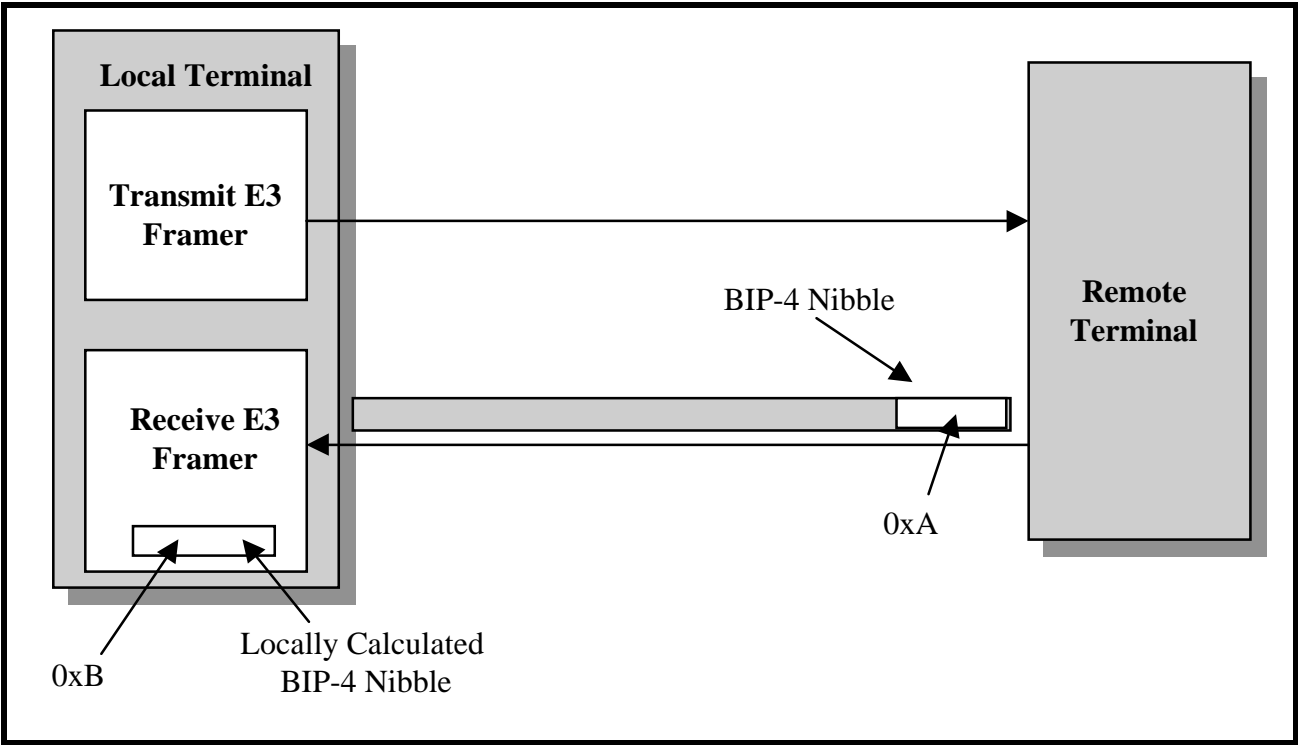 Local Terminal
Transmit E3
Framer
Remote
Terminal
BIP-4 Nibble
Receive E3
Framer
0xA
0xB
Locally Calculated
BIP-4 Nibble